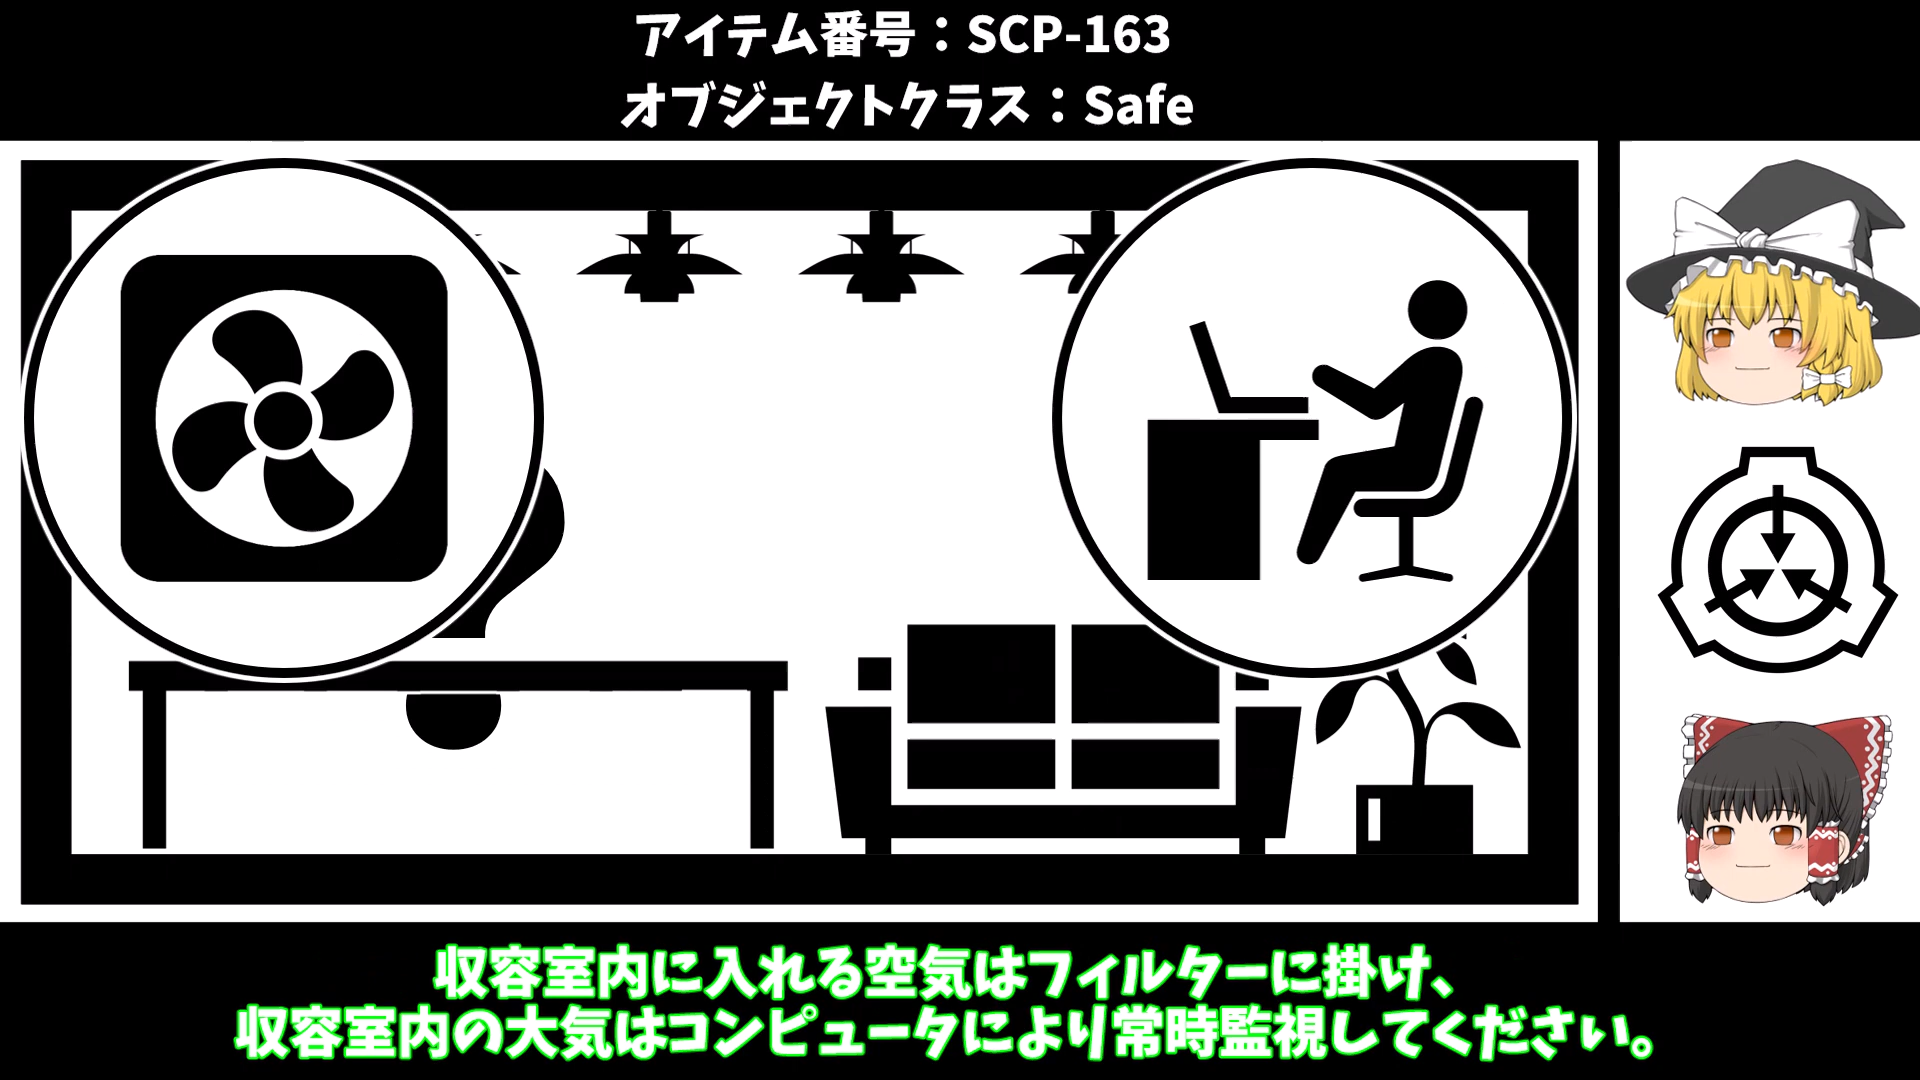 アイテム番号：SCP-163
オブジェクトクラス：Safe
収容室内に入れる空気はフィルターに掛け、
収容室内の大気はコンピュータにより常時監視してください。